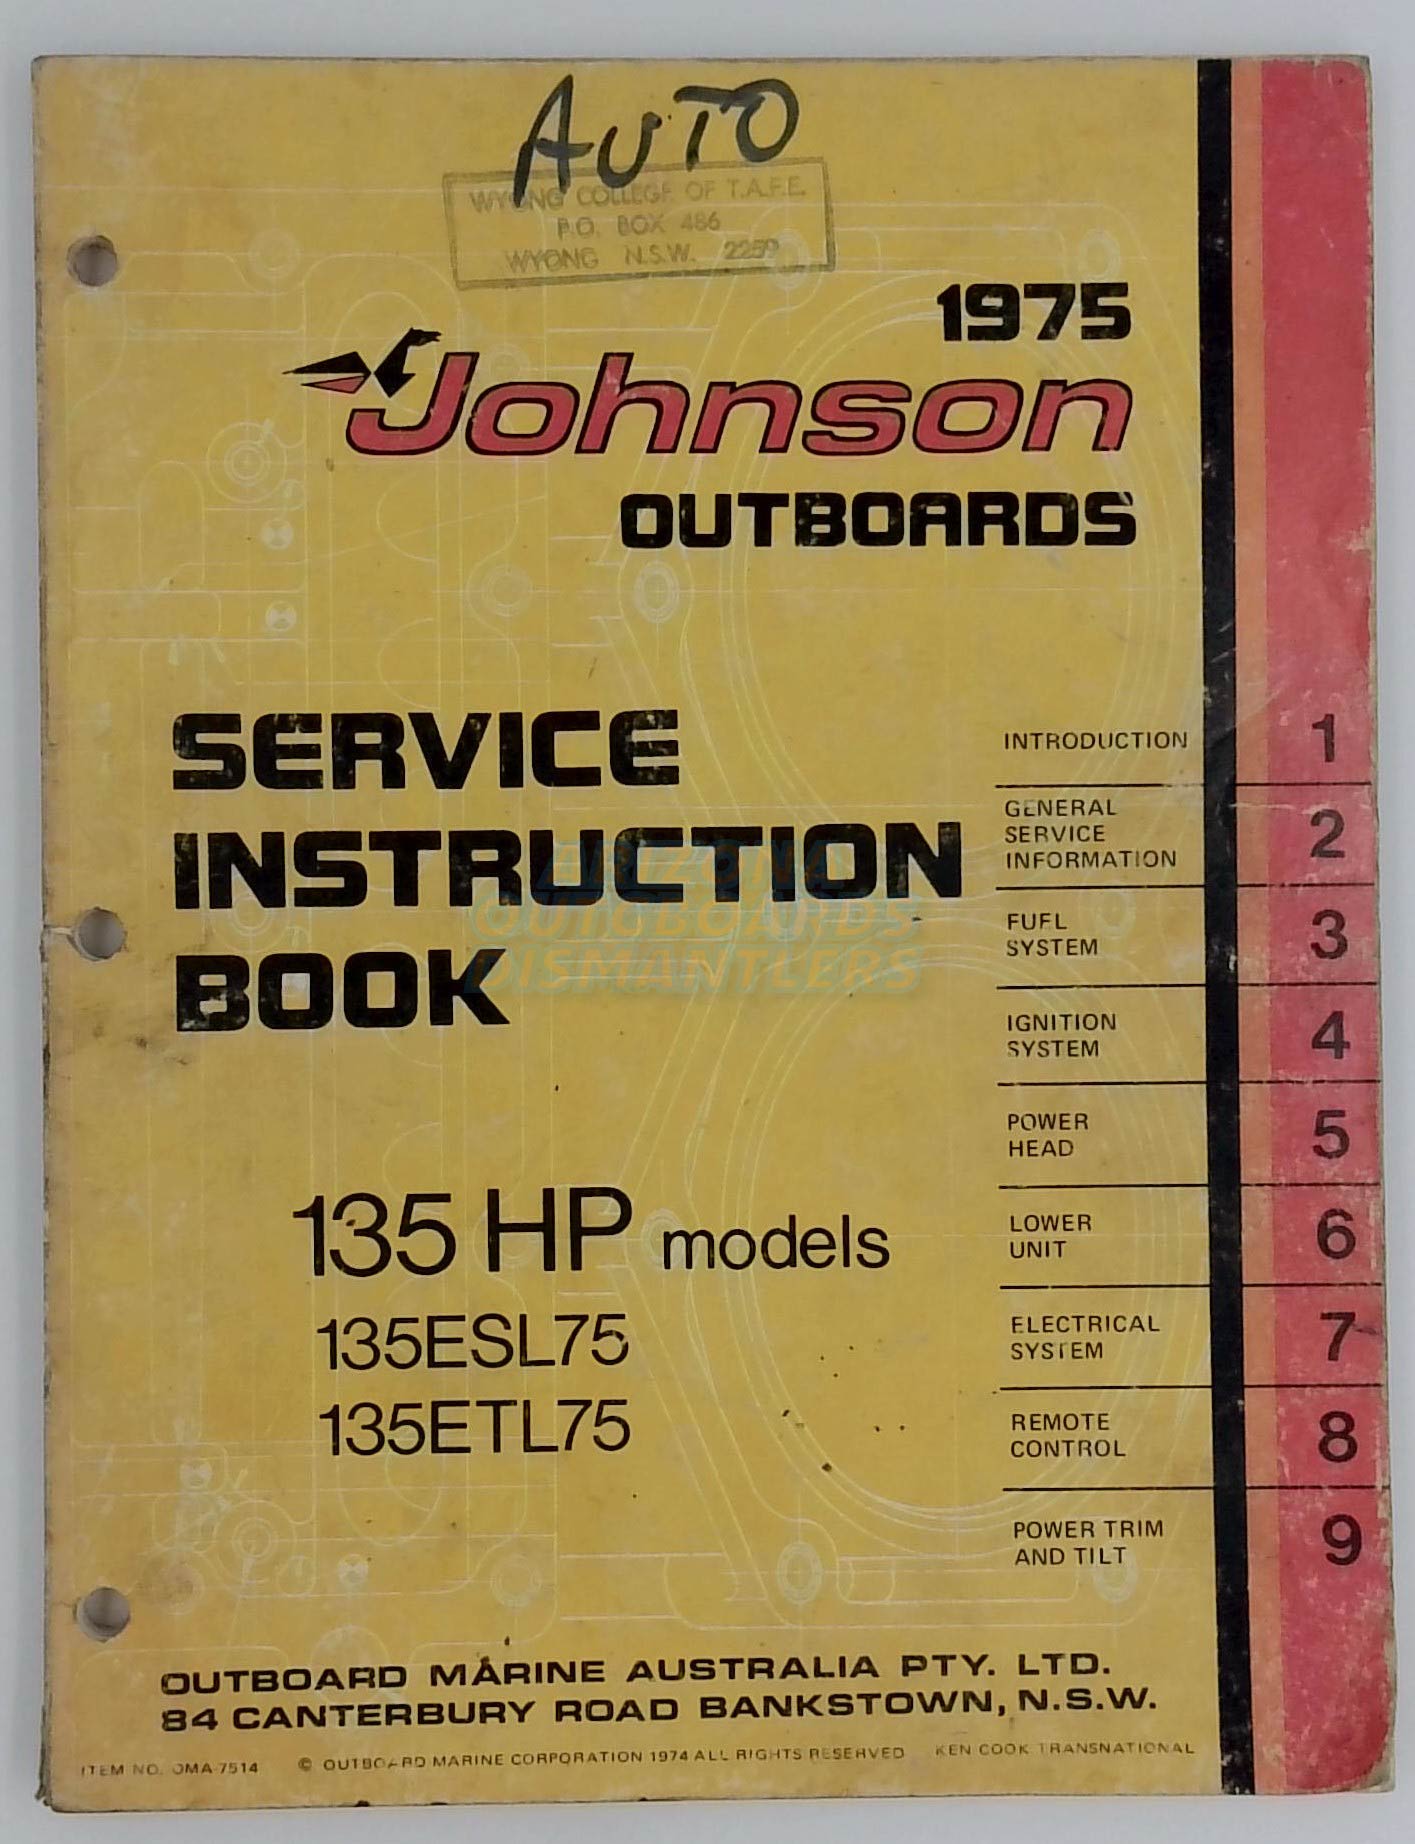 AUTO
WYONG COLLEGE OF T.A.F.E.
P.O. BOX 486
WYONG N.S.W. 2259
1975
Johnson
OUTBOARDS
SERVICE
INSTRUCTION
BOOK
ARIZONA
OUTBOARDS
DISMANTLERS
135 HP models
135ESL75
135ETL75
INTRODUCTION 1
GENERAL
SERVICE
INFORMATION 2
FUEL
SYSTEM 3
IGNITION
SYSTEM 4
POWER
HEAD 5
LOWER
UNIT 6
ELECTRICAL
SYSTEM 7
REMOTE
CONTROL 8
POWER TRIM
AND TILT 9
OUTBOARD MARINE AUSTRALIA PTY. LTD.
84 CANTERBURY ROAD BANKSTOWN, N.S.W.
ITEM NO. OMA-7514 © OUTBOARD MARINE CORPORATION 1974 ALL RIGHTS RESERVED KEN COOK TRANSNATIONAL